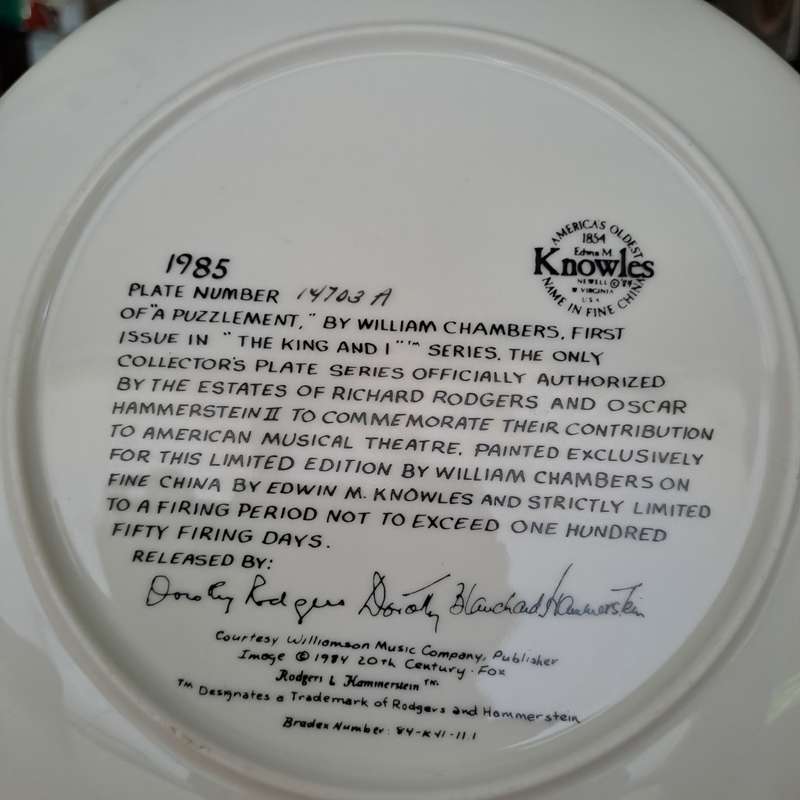 AMERICA'S OLDEST
1854
Edwin M.
Knowles
NEWELL © '84
W VIRGINIA
U.S.A.
NAME IN FINE CHINA
1985
PLATE NUMBER 14703 A
OF "A PUZZLEMENT," BY WILLIAM CHAMBERS, FIRST
ISSUE IN "THE KING AND I"™ SERIES, THE ONLY
COLLECTOR'S PLATE SERIES OFFICIALLY AUTHORIZED
BY THE ESTATES OF RICHARD RODGERS AND OSCAR
HAMMERSTEIN II TO COMMEMORATE THEIR CONTRIBUTION
TO AMERICAN MUSICAL THEATRE. PAINTED EXCLUSIVELY
FOR THIS LIMITED EDITION BY WILLIAM CHAMBERS ON
FINE CHINA BY EDWIN M. KNOWLES AND STRICTLY LIMITED
TO A FIRING PERIOD NOT TO EXCEED ONE HUNDRED
FIFTY FIRING DAYS.
RELEASED BY:
Dorothy Rodgers Dorothy Blanchard Hammerstein
Courtesy Williamson Music Company, Publisher
Image © 1984 20th Century-Fox
Rodgers & Hammerstein™
™ Designates a Trademark of Rodgers and Hammerstein
Bradex Number: 84-K41-11.1